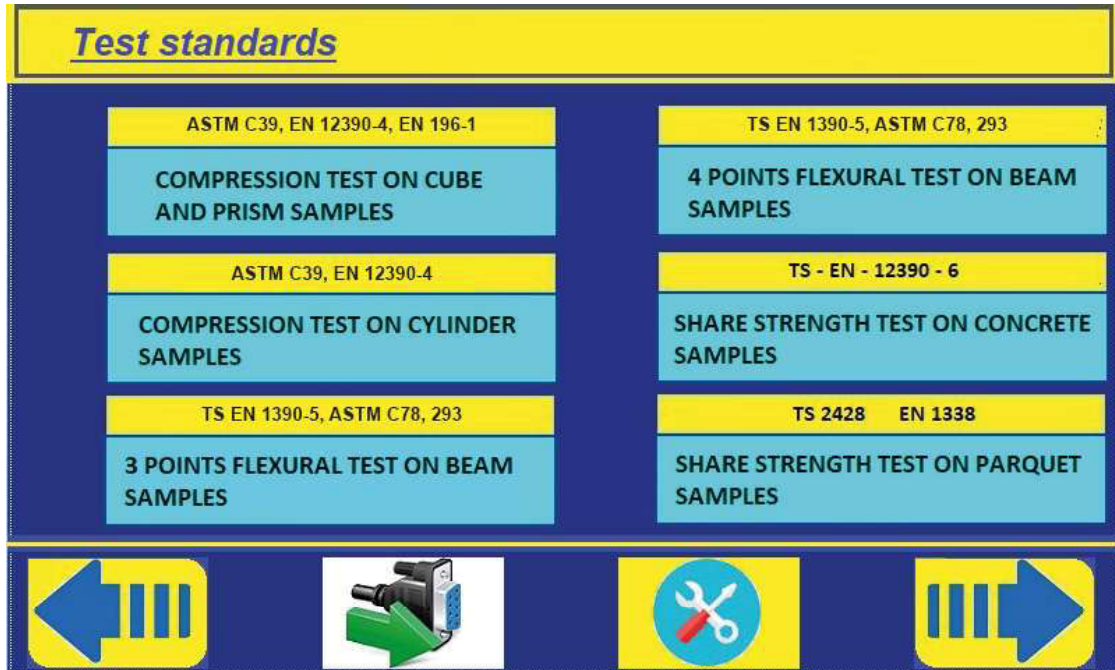 Test standards
ASTM C39, EN 12390-4, EN 196-1
COMPRESSION TEST ON CUBE
AND PRISM SAMPLES
ASTM C39, EN 12390-4
COMPRESSION TEST ON CYLINDER
SAMPLES
TS EN 1390-5, ASTM C78, 293
3 POINTS FLEXURAL TEST ON BEAM
SAMPLES
TS EN 1390-5, ASTM C78, 293
4 POINTS FLEXURAL TEST ON BEAM
SAMPLES
TS - EN - 12390 - 6
SHARE STRENGTH TEST ON CONCRETE
SAMPLES
TS 2428 EN 1338
SHARE STRENGTH TEST ON PARQUET
SAMPLES